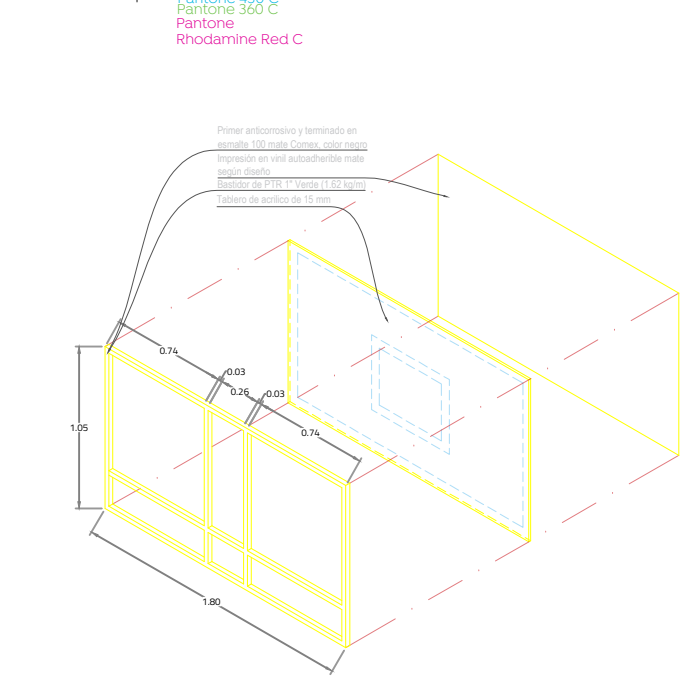 Pantone 360 C
Pantone
Rhodamine Red C
Primer anticorrosivo y terminado en
esmalte 100 mate Comex, color negro
Impresión en vinil autoadherible mate
según diseño
Bastidor de PTR 1" Verde (1.62 kg/m)
Tablero de acrílico de 15 mm
0.74
0.03
0.26
0.03
0.74
1.05
1.80